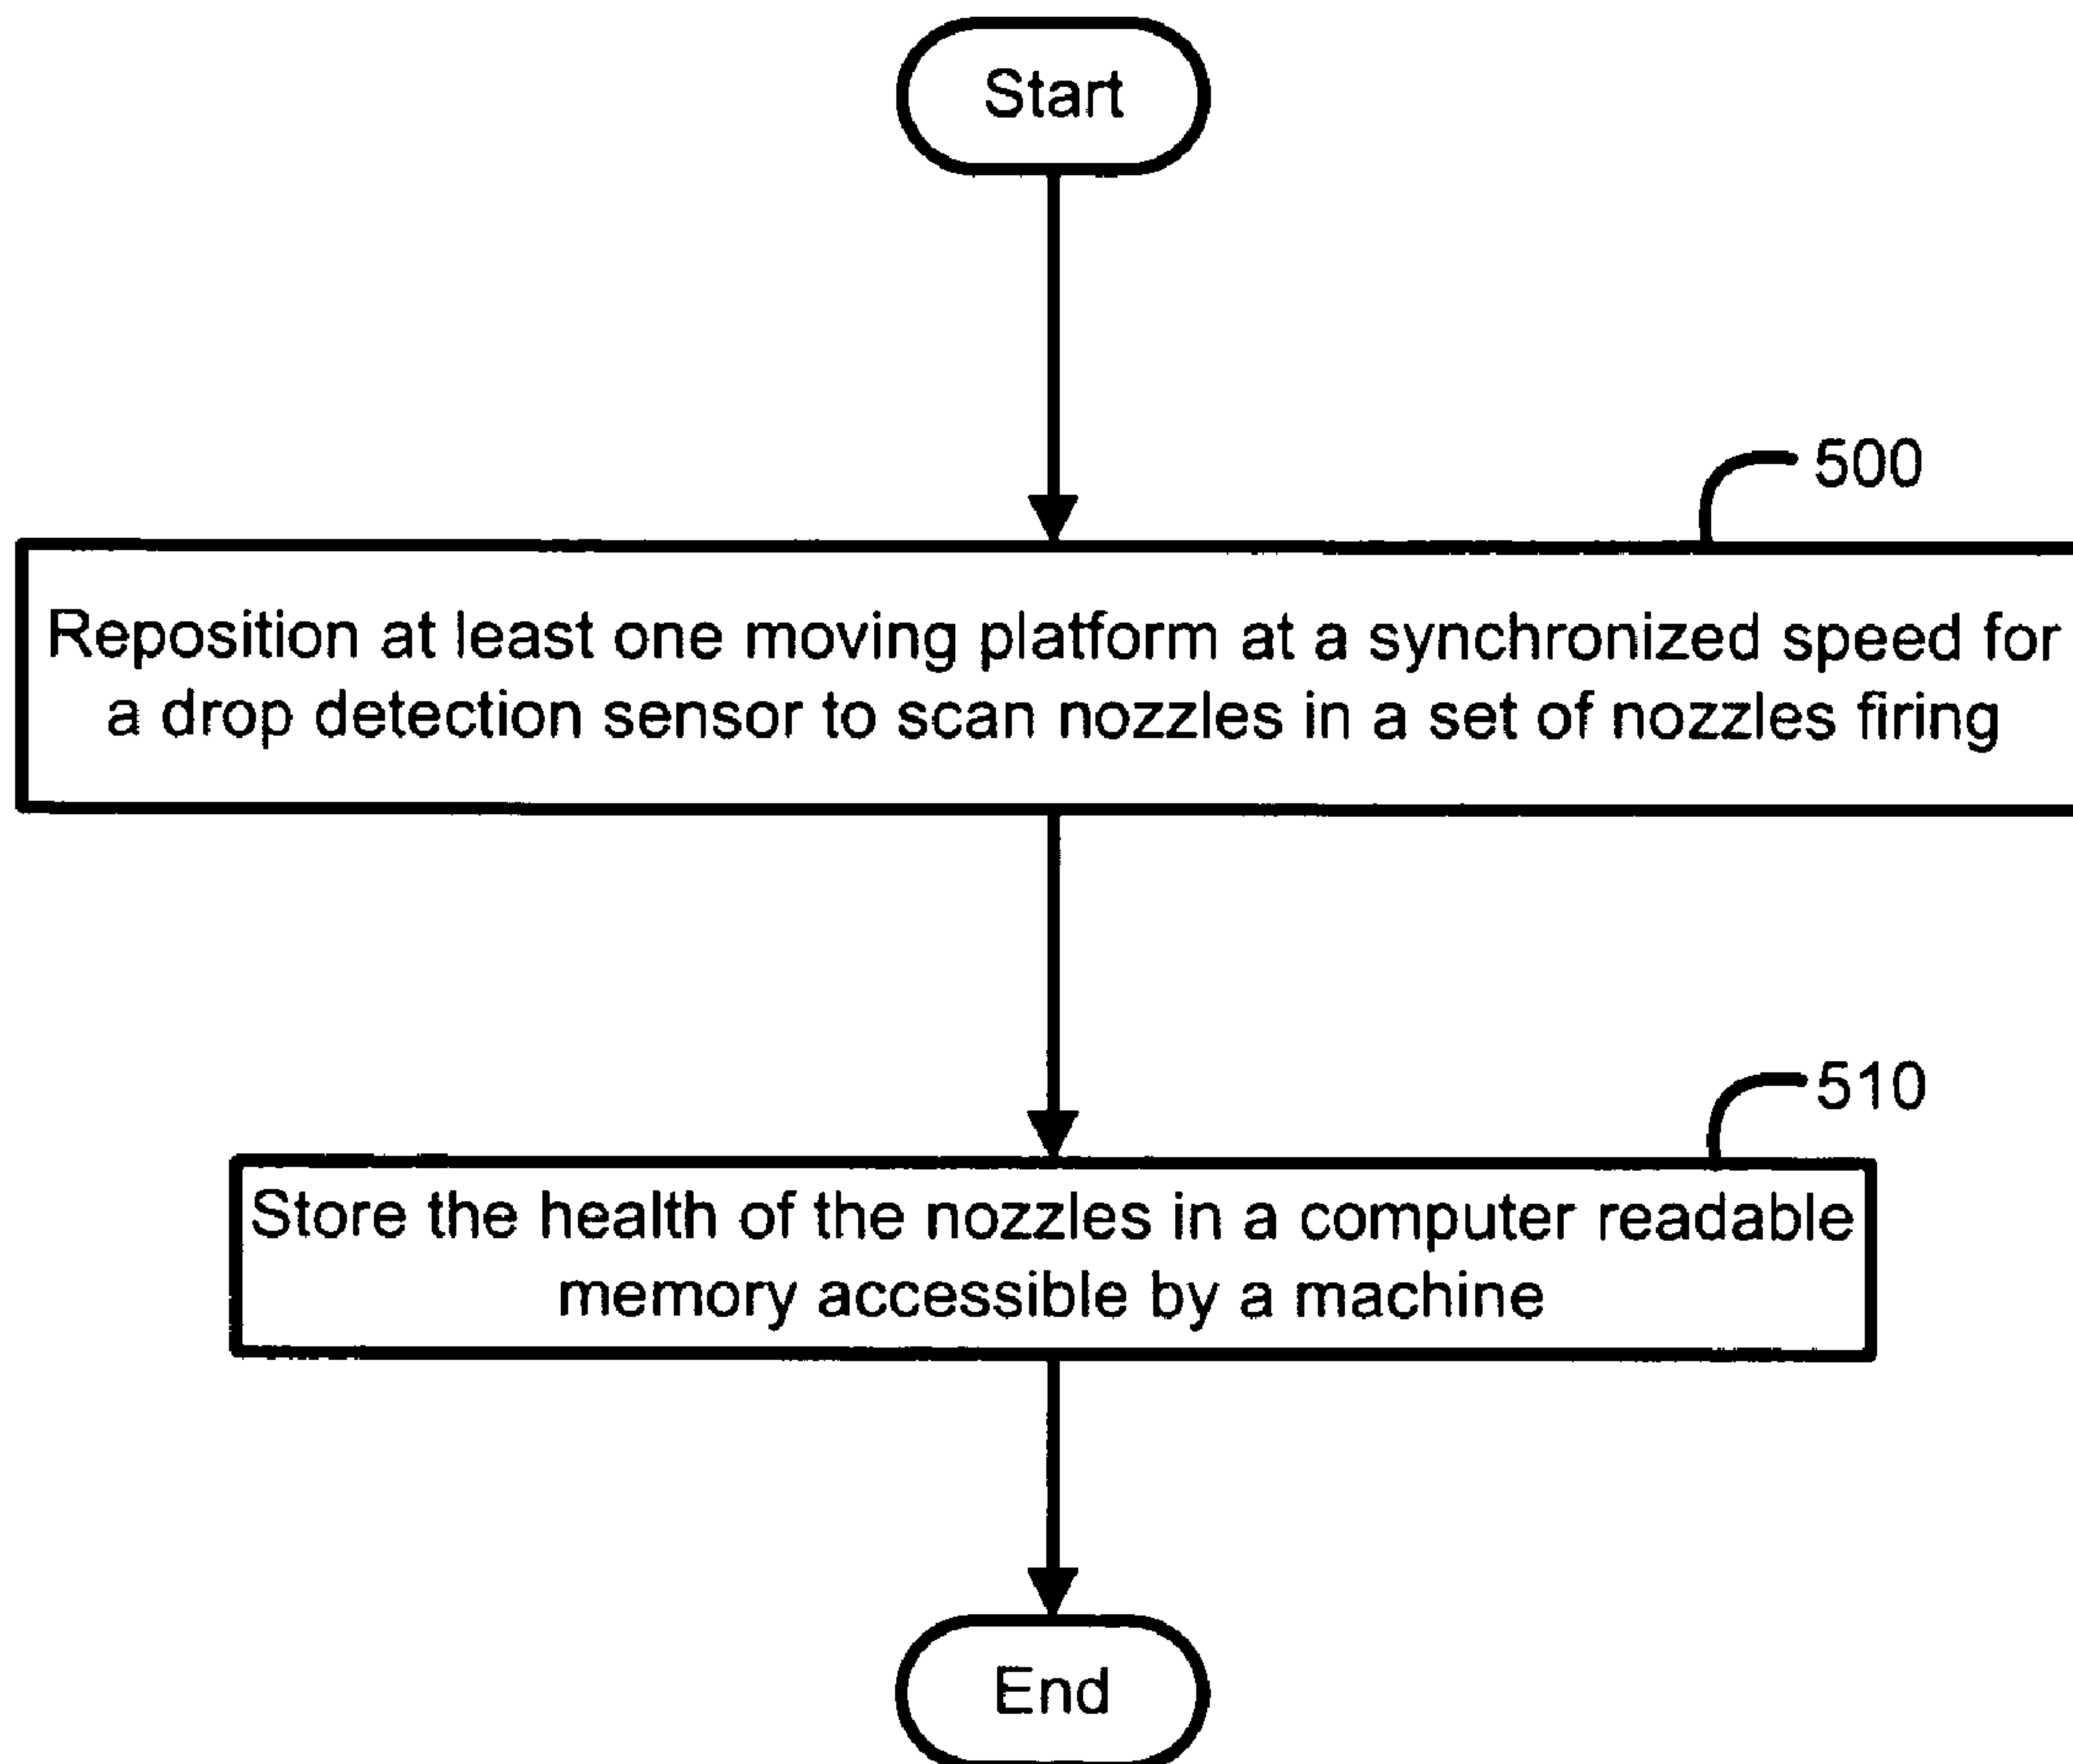 Start
500
Reposition at least one moving platform at a synchronized speed for
a drop detection sensor to scan nozzles in a set of nozzles firing
510
Store the health of the nozzles in a computer readable
memory accessible by a machine
End